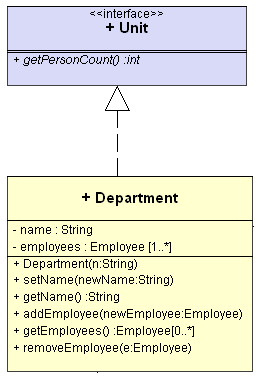 <<interface>>
+ Unit
+ getPersonCount() :int
+ Department
- name : String
- employees : Employee [1..*]
+ Department(n:String)
+ setName(newName:String)
+ getName() :String
+ addEmployee(newEmployee:Employee)
+ getEmployees() :Employee[0..*]
+ removeEmployee(e:Employee)